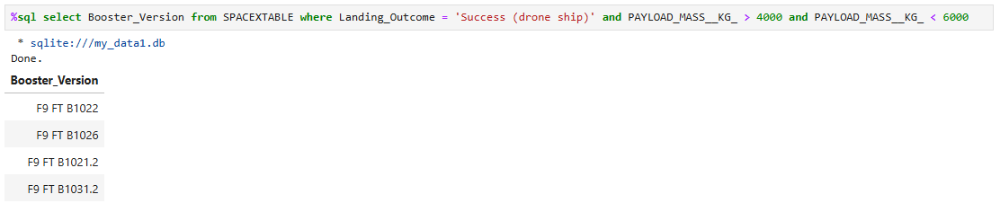 %sql select Booster_Version from SPACEXTABLE where Landing_Outcome = 'Success (drone ship)' and PAYLOAD_MASS__KG_ > 4000 and PAYLOAD_MASS__KG_ < 6000
* sqlite:///my_data1.db
Done.
Booster_Version
F9 FT B1022
F9 FT B1026
F9 FT B1021.2
F9 FT B1031.2